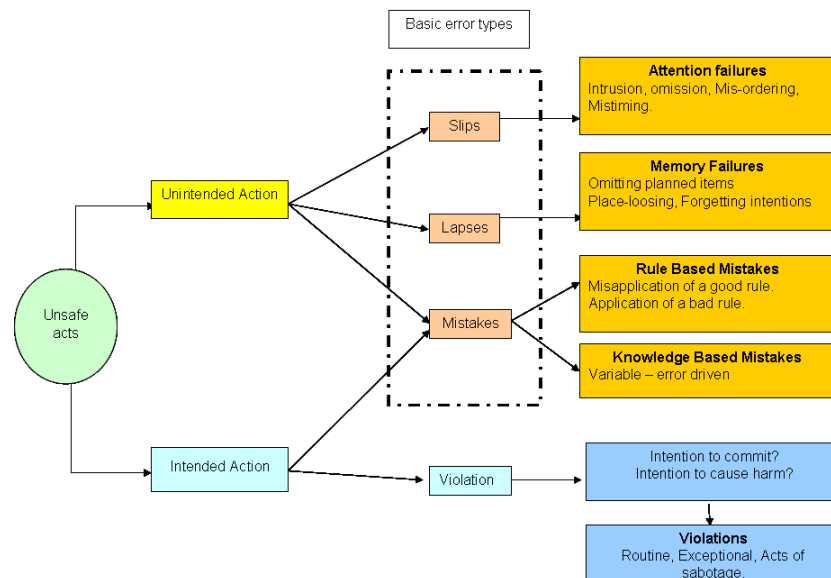 Basic error types
Attention failures
Intrusion, omission, Mis-ordering,
Mistiming.
Slips
Memory Failures
Omitting planned items
Place-loosing, Forgetting intentions
Unintended Action
Lapses
Rule Based Mistakes
Misapplication of a good rule.
Application of a bad rule.
Unsafe
acts
Mistakes
Knowledge Based Mistakes
Variable – error driven
Intended Action
Violation
Intention to commit?
Intention to cause harm?
Violations
Routine, Exceptional, Acts of
sabotage.